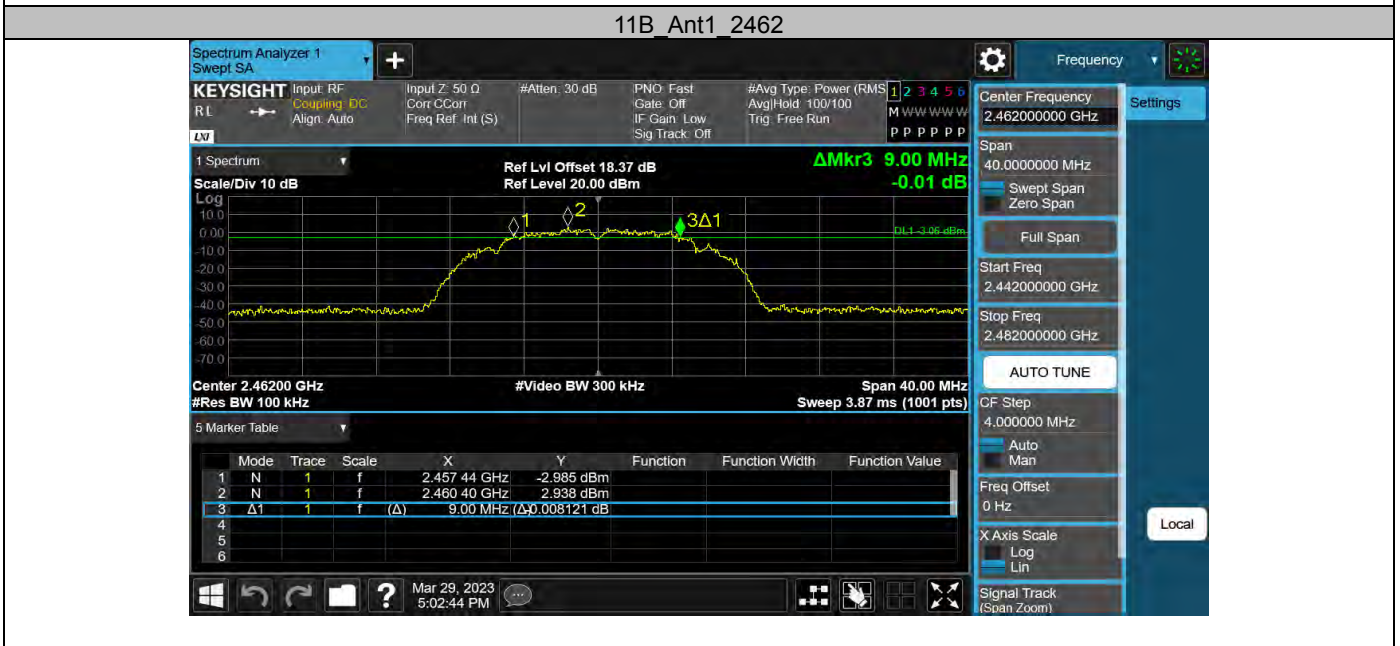 11B_Ant1_2462
Spectrum Analyzer 1
Swept SA
Frequency
KEYSIGHT
RL
LXI
Input: RF
Coupling: DC
Align: Auto
Input Z: 50 Ω
Corr CCorr
Freq Ref: Int (S)
#Atten: 30 dB
PNO: Fast
Gate: Off
IF Gain: Low
Sig Track: Off
#Avg Type: Power (RMS
Avg|Hold: 100/100
Trig: Free Run
1 2 3 4 5 6
M W W W W W
P P P P P P
1 Spectrum
Scale/Div 10 dB
Ref Lvl Offset 18.37 dB
Ref Level 20.00 dBm
ΔMkr3 9.00 MHz
-0.01 dB
Log
10.0
0.00
-10.0
-20.0
-30.0
-40.0
-50.0
-60.0
-70.0
1
2
3Δ1
DL1 -3.06 dBm
Center 2.46200 GHz
#Res BW 100 kHz
#Video BW 300 kHz
Span 40.00 MHz
Sweep 3.87 ms (1001 pts)
5 Marker Table
Mode Trace Scale X Y Function Function Width Function Value
1 N 1 f 2.457 44 GHz -2.985 dBm
2 N 1 f 2.460 40 GHz 2.938 dBm
3 Δ1 1 f (Δ) 9.00 MHz (Δ) -0.008121 dB
4
5
6
Mar 29, 2023
5:02:44 PM
Center Frequency
2.462000000 GHz
Settings
Span
40.0000000 MHz
Swept Span
Zero Span
Full Span
Start Freq
2.442000000 GHz
Stop Freq
2.482000000 GHz
AUTO TUNE
CF Step
4.000000 MHz
Auto
Man
Freq Offset
0 Hz
X Axis Scale
Log
Lin
Signal Track
(Span Zoom)
Local